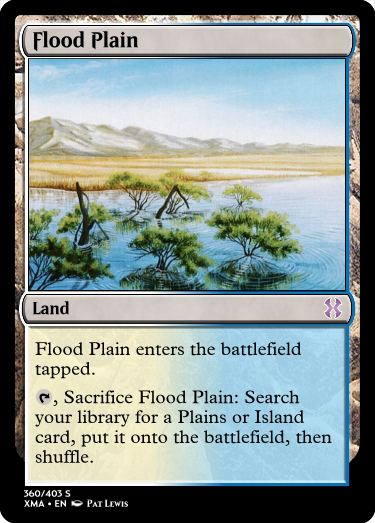 Flood Plain
Land
Flood Plain enters the battlefield
tapped.
, Sacrifice Flood Plain: Search
your library for a Plains or Island
card, put it onto the battlefield, then
shuffle.
360/403 S
XMA • EN Pat Lewis